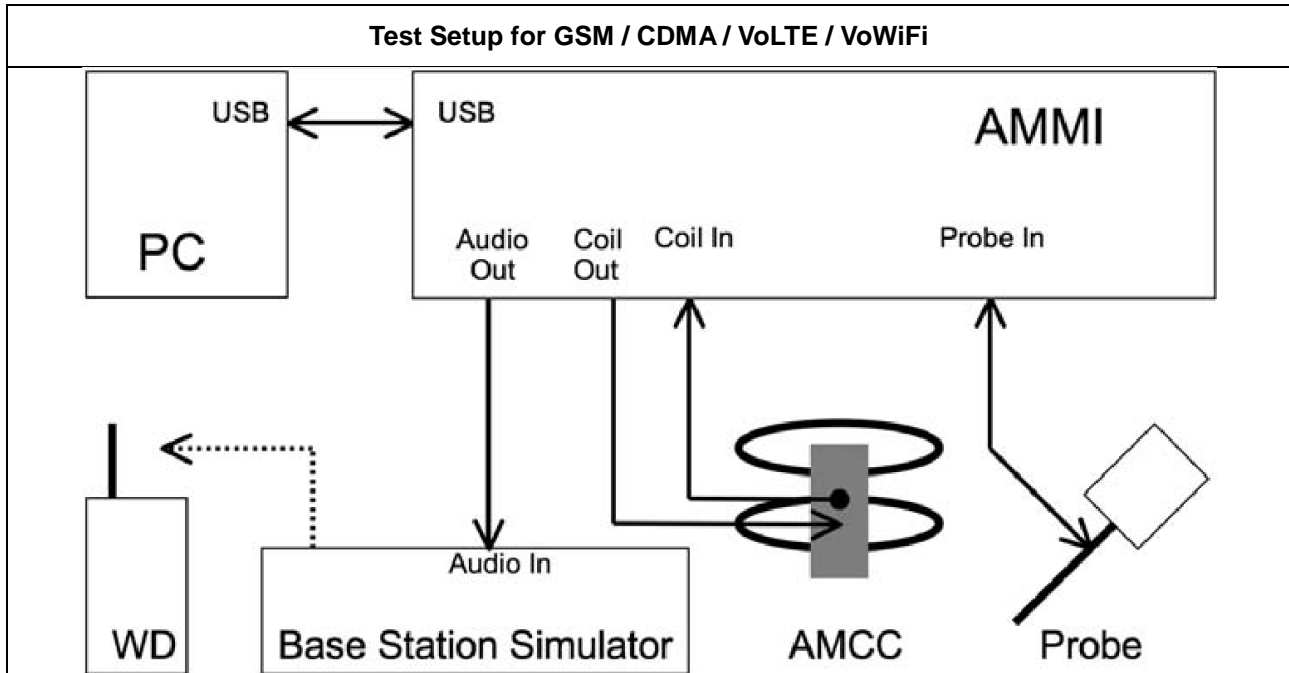 Test Setup for GSM / CDMA / VoLTE / VoWiFi
USB
USB
AMMI
PC
Audio
Out
Coil
Out
Coil In
Probe In
Audio In
WD
Base Station Simulator
AMCC
Probe